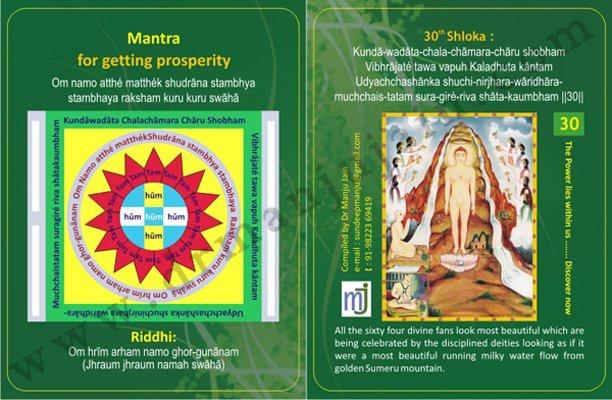 Mantra
for getting prosperity
Om namo atthé matthék shudrāna stambhya
stambhaya raksham kuru kuru swāhā
Kundāwadāta Chalachāmara Chāru Shobham
Vibhrājaté tawa vapuh Kaladhuta kāntam
Udyachchashānka shuchinirjhara wāridhāra-
Muchchaistatam suragiré riva shātakaumbham
Om Namo atthé matthékShudrāna stambhya stambhaya Raksham kuru kuru swāhā Om hrim arham namo ghor-gunānam
Tam Tam Tam Tam Tam Tam Tam Tam Tam Tam Tam Tam Tam Tam Tam Tam
hūm
hūm hūm hūm
hūm
Riddhi:
Om hrīm arham namo ghor-gunānam
(Jhraum jhraum namah swāhā)
30th Shloka :
Kundā-wadāta-chala-chāmara-chāru shobham
Vibhrājaté tawa vapuh Kaladhuta kāntam
Udyachchashānka shuchi-nirjhara-wāridhāra-
muchchais-tatam sura-giré-riva shāta-kaumbham ||30||
30
The Power lies within us ....... Discover now
Compiled by Dr Manju Jain
e-mail : sundeepmanju@gmail.com
t : 91-98223 69419
mj
All the sixty four divine fans look most beautiful which are
being celebrated by the disciplined deities looking as if it
were a most beautiful running milky water flow from
golden Sumeru mountain.